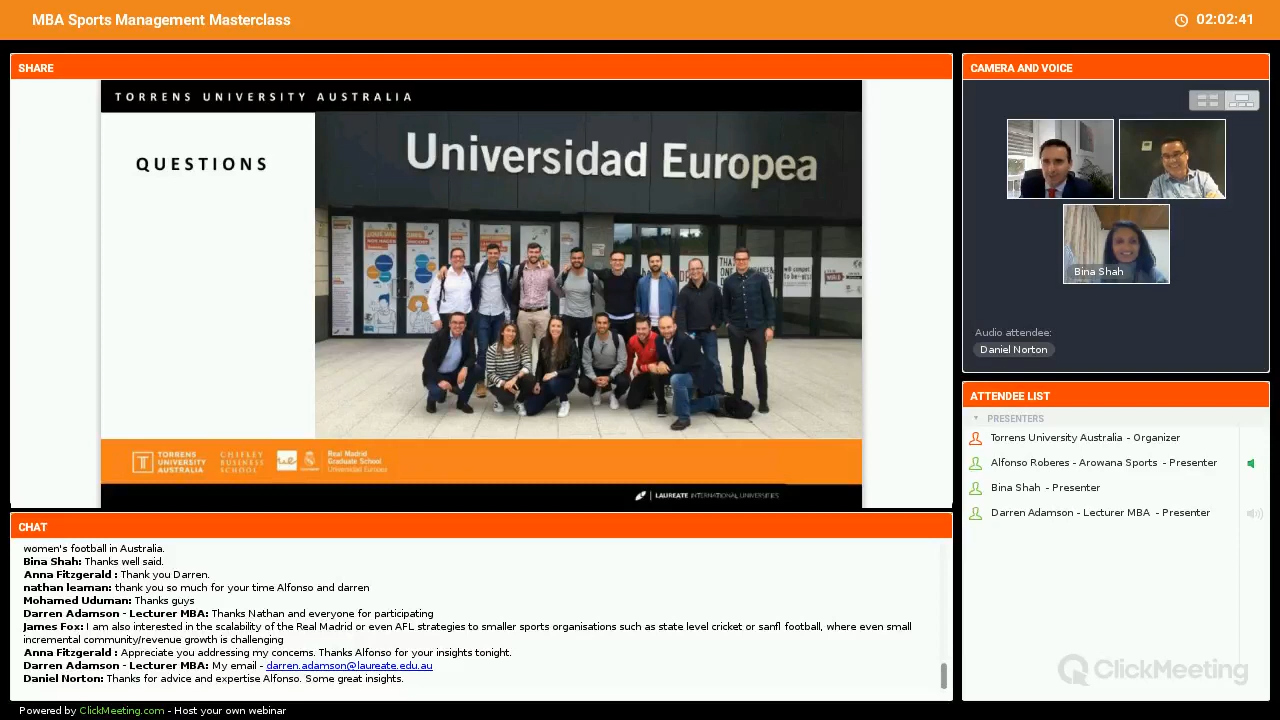 MBA Sports Management Masterclass
02:02:41
SHARE
TORRENS UNIVERSITY AUSTRALIA
QUESTIONS
Universidad Europea
TORRENS
UNIVERSITY
AUSTRALIA
CHIFLEY
BUSINESS
SCHOOL
ue
Real Madrid
Graduate School
Universidad Europea
LAUREATE INTERNATIONAL UNIVERSITIES
CAMERA AND VOICE
Bina Shah
Audio attendee:
Daniel Norton
ATTENDEE LIST
PRESENTERS
Torrens University Australia - Organizer
Alfonso Roberes - Arowana Sports - Presenter
Bina Shah - Presenter
Darren Adamson - Lecturer MBA - Presenter
CHAT
women's football in Australia.
Bina Shah: Thanks well said.
Anna Fitzgerald : Thank you Darren.
nathan leaman: thank you so much for your time Alfonso and darren
Mohamed Uduman: Thanks guys
Darren Adamson - Lecturer MBA: Thanks Nathan and everyone for participating
James Fox: I am also interested in the scalability of the Real Madrid or even AFL strategies to smaller sports organisations such as state level cricket or sanfl football, where even small
incremental community/revenue growth is challenging
Anna Fitzgerald : Appreciate you addressing my concerns. Thanks Alfonso for your insights tonight.
Darren Adamson - Lecturer MBA: My email - darren.adamson@laureate.edu.au
Daniel Norton: Thanks for advice and expertise Alfonso. Some great insights.
ClickMeeting
Powered by ClickMeeting.com - Host your own webinar